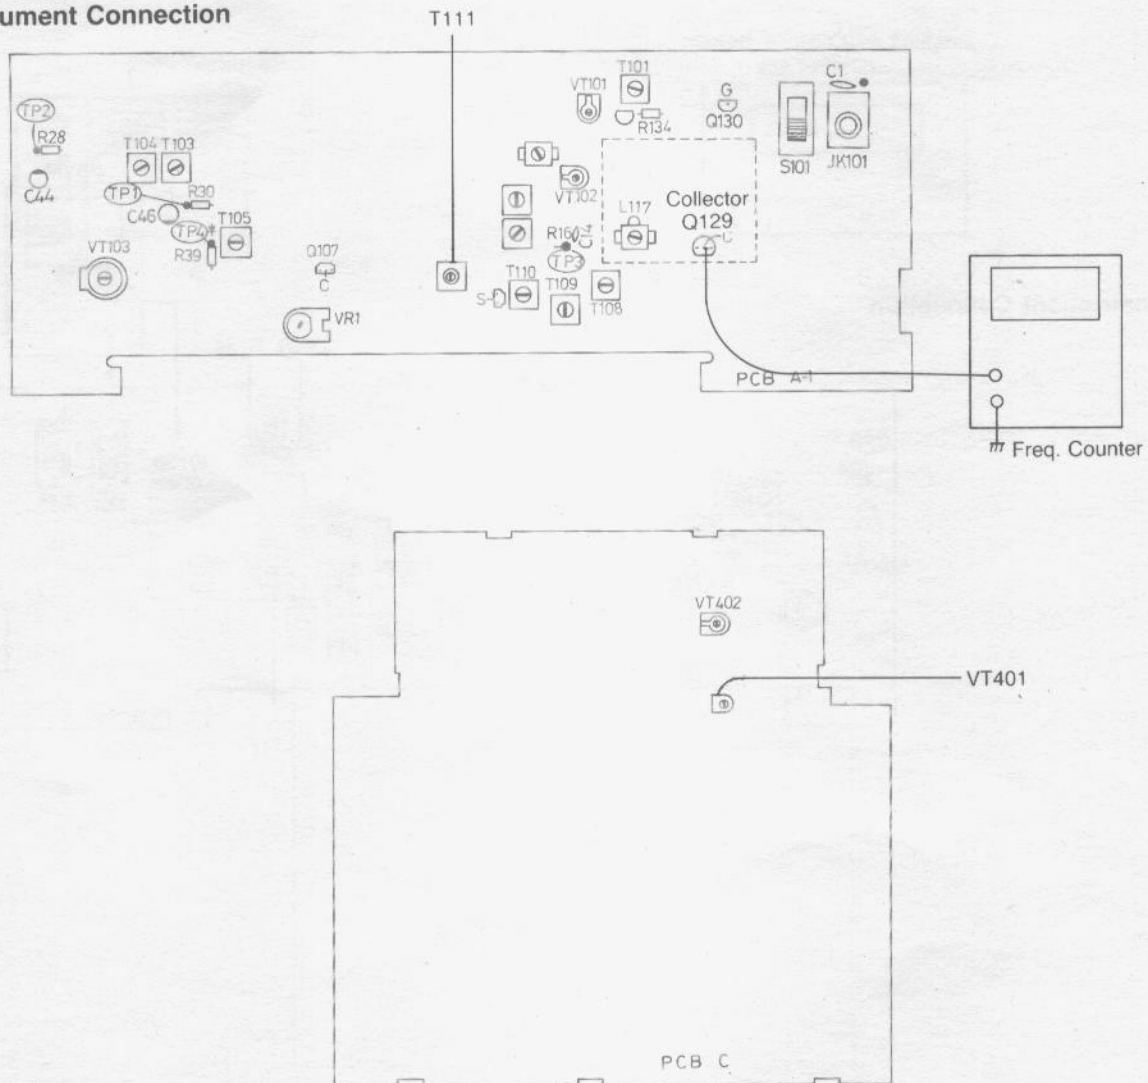 ument Connection
T111
TP2
R28
C44
T104 T103
TP1
R30
C46
TP4
T105
R39
VT103
Q107
C
VR1
VT101
T101
R134
G
Q130
C1
S101
JK101
VT102
L117
Collector
Q129
C
TP3
S
T110
T109
T108
PCB A-1
Freq. Counter
VT402
VT401
PCB C